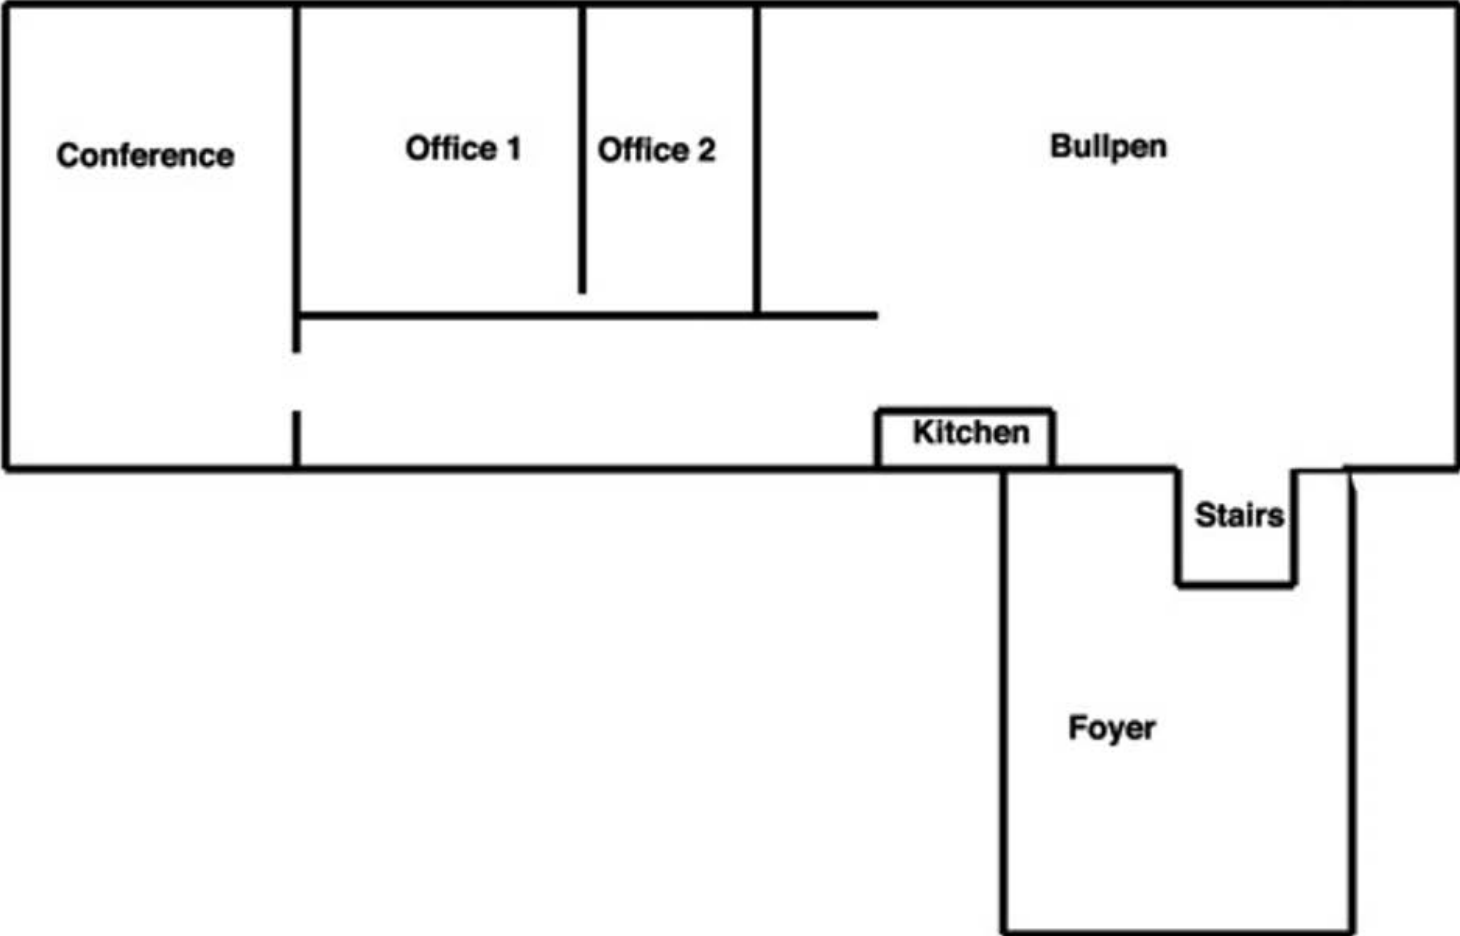 Conference
Office 1
Office 2
Bullpen
Kitchen
Stairs
Foyer